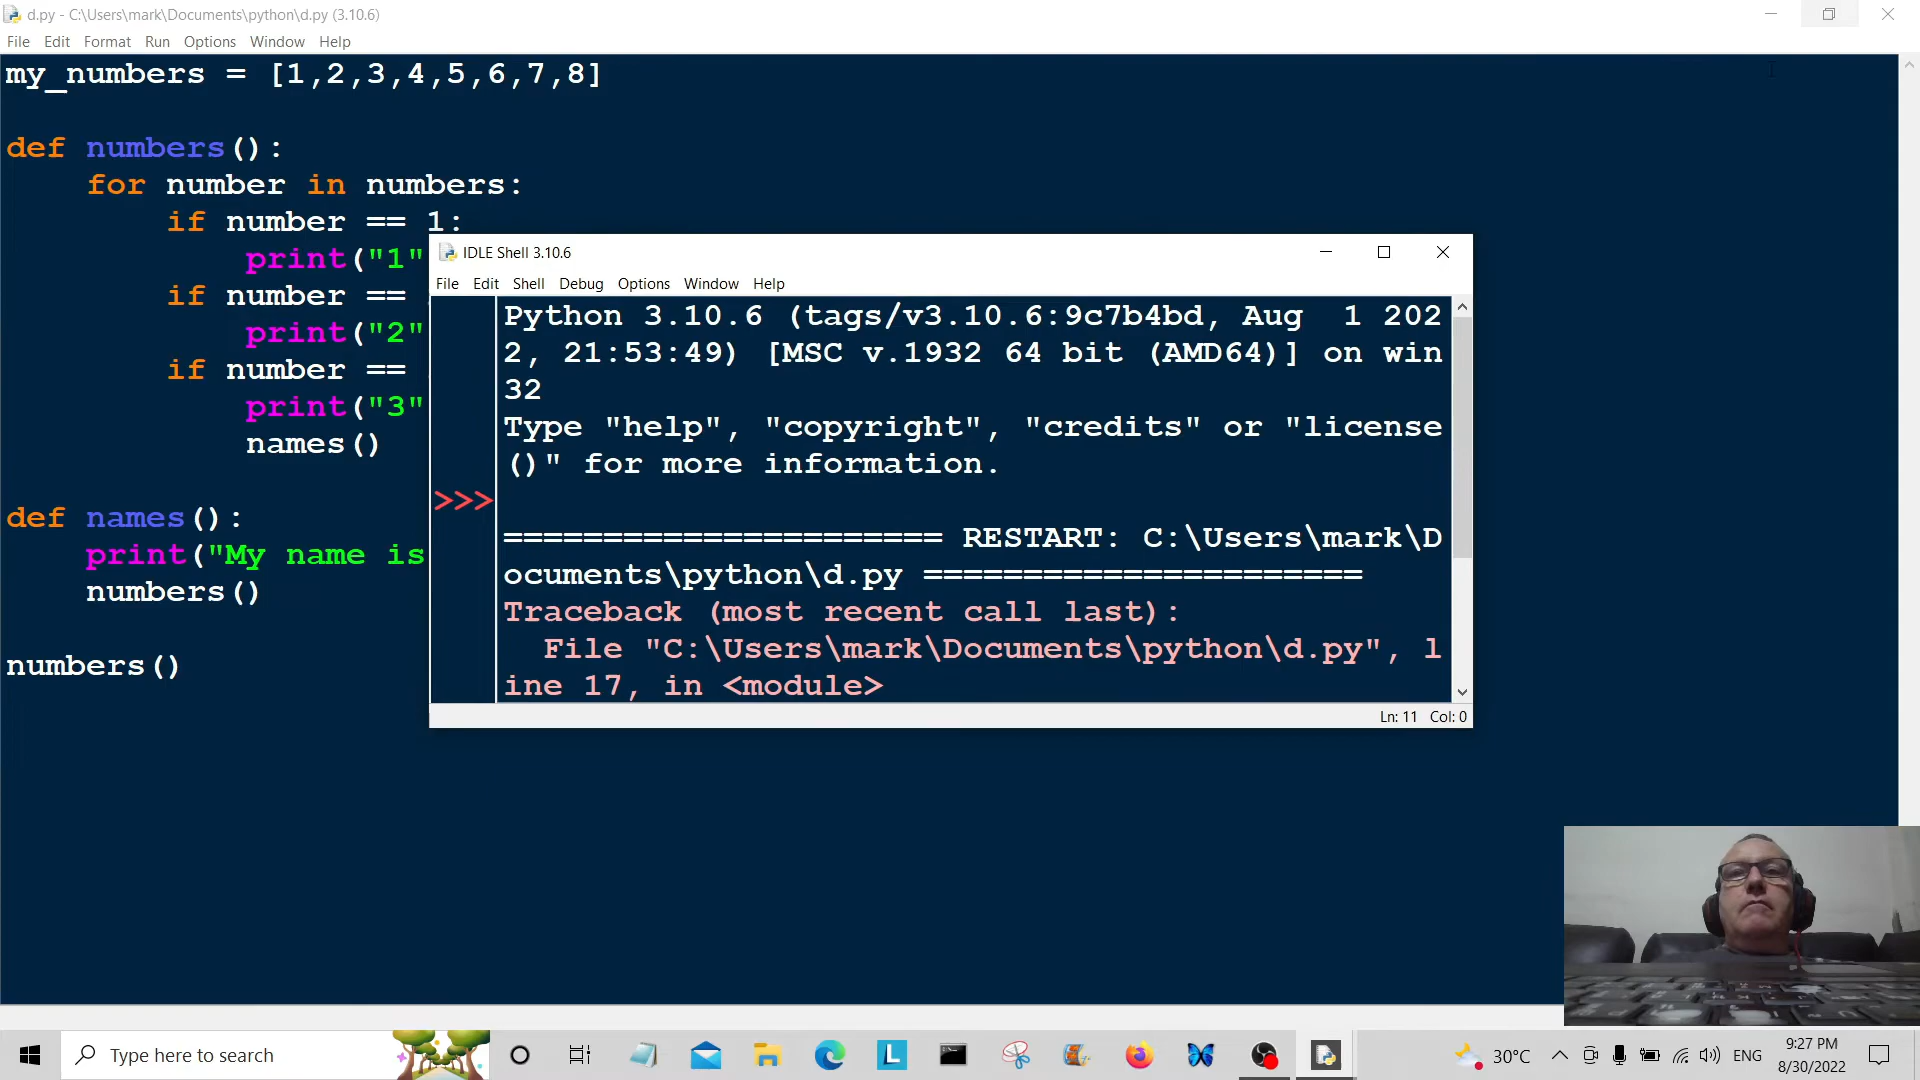 d.py - C:\Users\mark\Documents\python\d.py (3.10.6)
File Edit Format Run Options Window Help
my_numbers = [1,2,3,4,5,6,7,8]
def numbers():
for number in numbers:
if number == 1:
print("1"
if number ==
print("2"
if number ==
print("3"
names()
def names():
print("My name is
numbers()
numbers()
IDLE Shell 3.10.6
File Edit Shell Debug Options Window Help
Python 3.10.6 (tags/v3.10.6:9c7b4bd, Aug  1 202
2, 21:53:49) [MSC v.1932 64 bit (AMD64)] on win
32
Type "help", "copyright", "credits" or "license
()" for more information.
>>>
====================== RESTART: C:\Users\mark\D
ocuments\python\d.py ======================
Traceback (most recent call last):
File "C:\Users\mark\Documents\python\d.py", l
ine 17, in <module>
Ln: 11 Col: 0
Type here to search
L
30°C
ENG
9:27 PM
8/30/2022